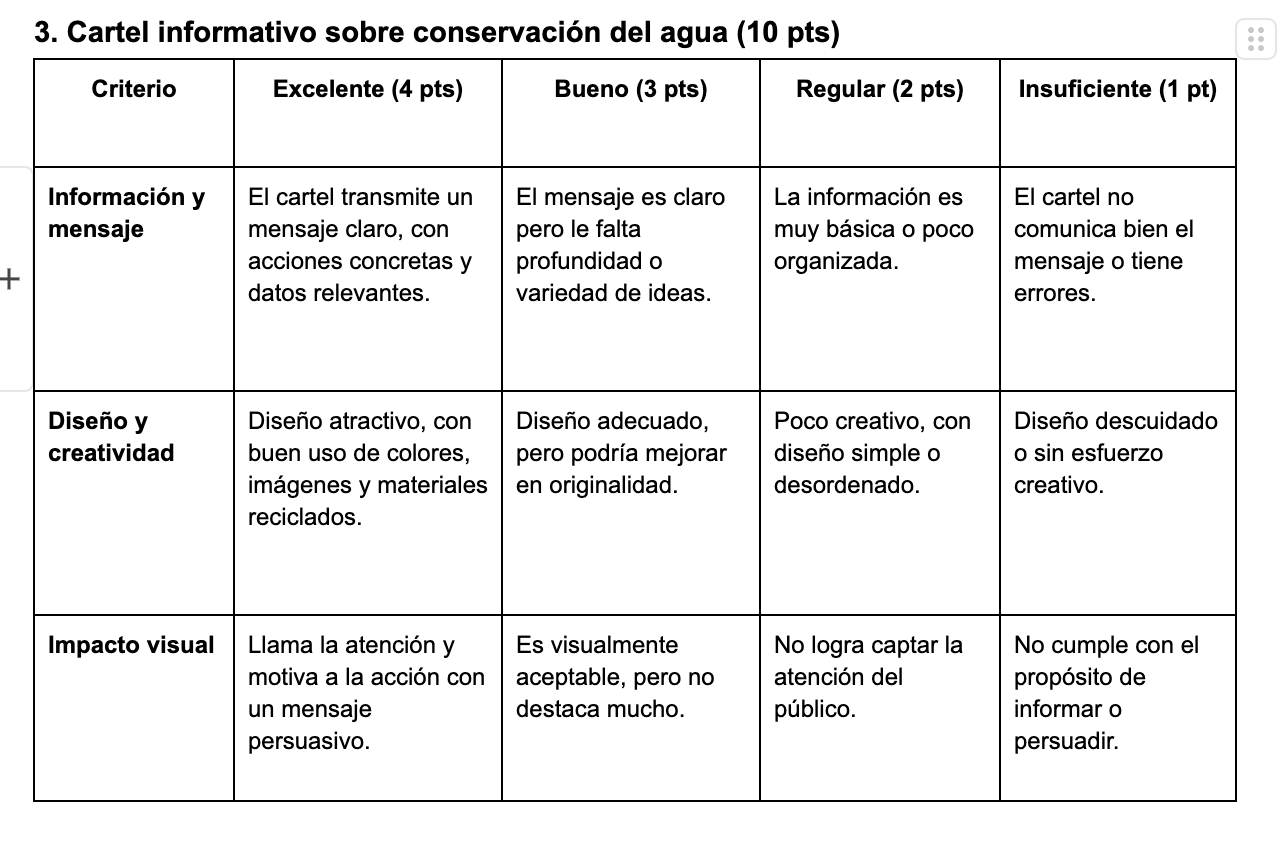 3. Cartel informativo sobre conservación del agua (10 pts)
Criterio
Excelente (4 pts)
Bueno (3 pts)
Regular (2 pts)
Insuficiente (1 pt)
Información y
mensaje
El cartel transmite un
mensaje claro, con
acciones concretas y
datos relevantes.
El mensaje es claro
pero le falta
profundidad o
variedad de ideas.
La información es
muy básica o poco
organizada.
El cartel no
comunica bien el
mensaje o tiene
errores.
Diseño y
creatividad
Diseño atractivo, con
buen uso de colores,
imágenes y materiales
reciclados.
Diseño adecuado,
pero podría mejorar
en originalidad.
Poco creativo, con
diseño simple o
desordenado.
Diseño descuidado
o sin esfuerzo
creativo.
Impacto visual
Llama la atención y
motiva a la acción con
un mensaje
persuasivo.
Es visualmente
aceptable, pero no
destaca mucho.
No logra captar la
atención del
público.
No cumple con el
propósito de
informar o
persuadir.